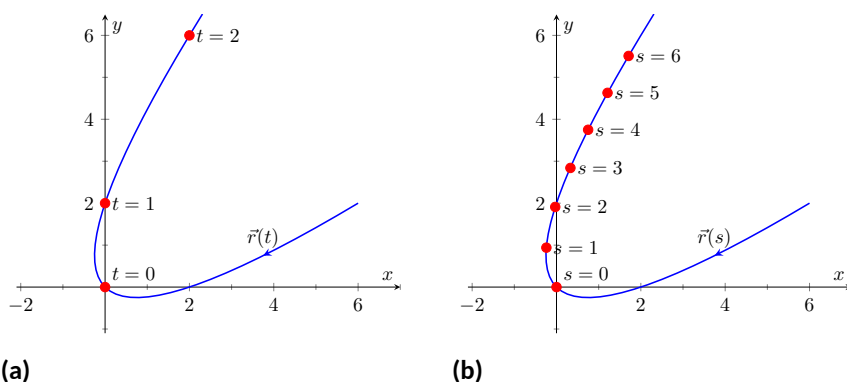 y
6
t = 2
4
2
t = 1
r⃗(t)
t = 0
x
−2
2
4
6
(a)
y
6
s = 6
s = 5
4
s = 4
s = 3
2
s = 2
s = 1
r⃗(s)
s = 0
x
−2
2
4
6
(b)